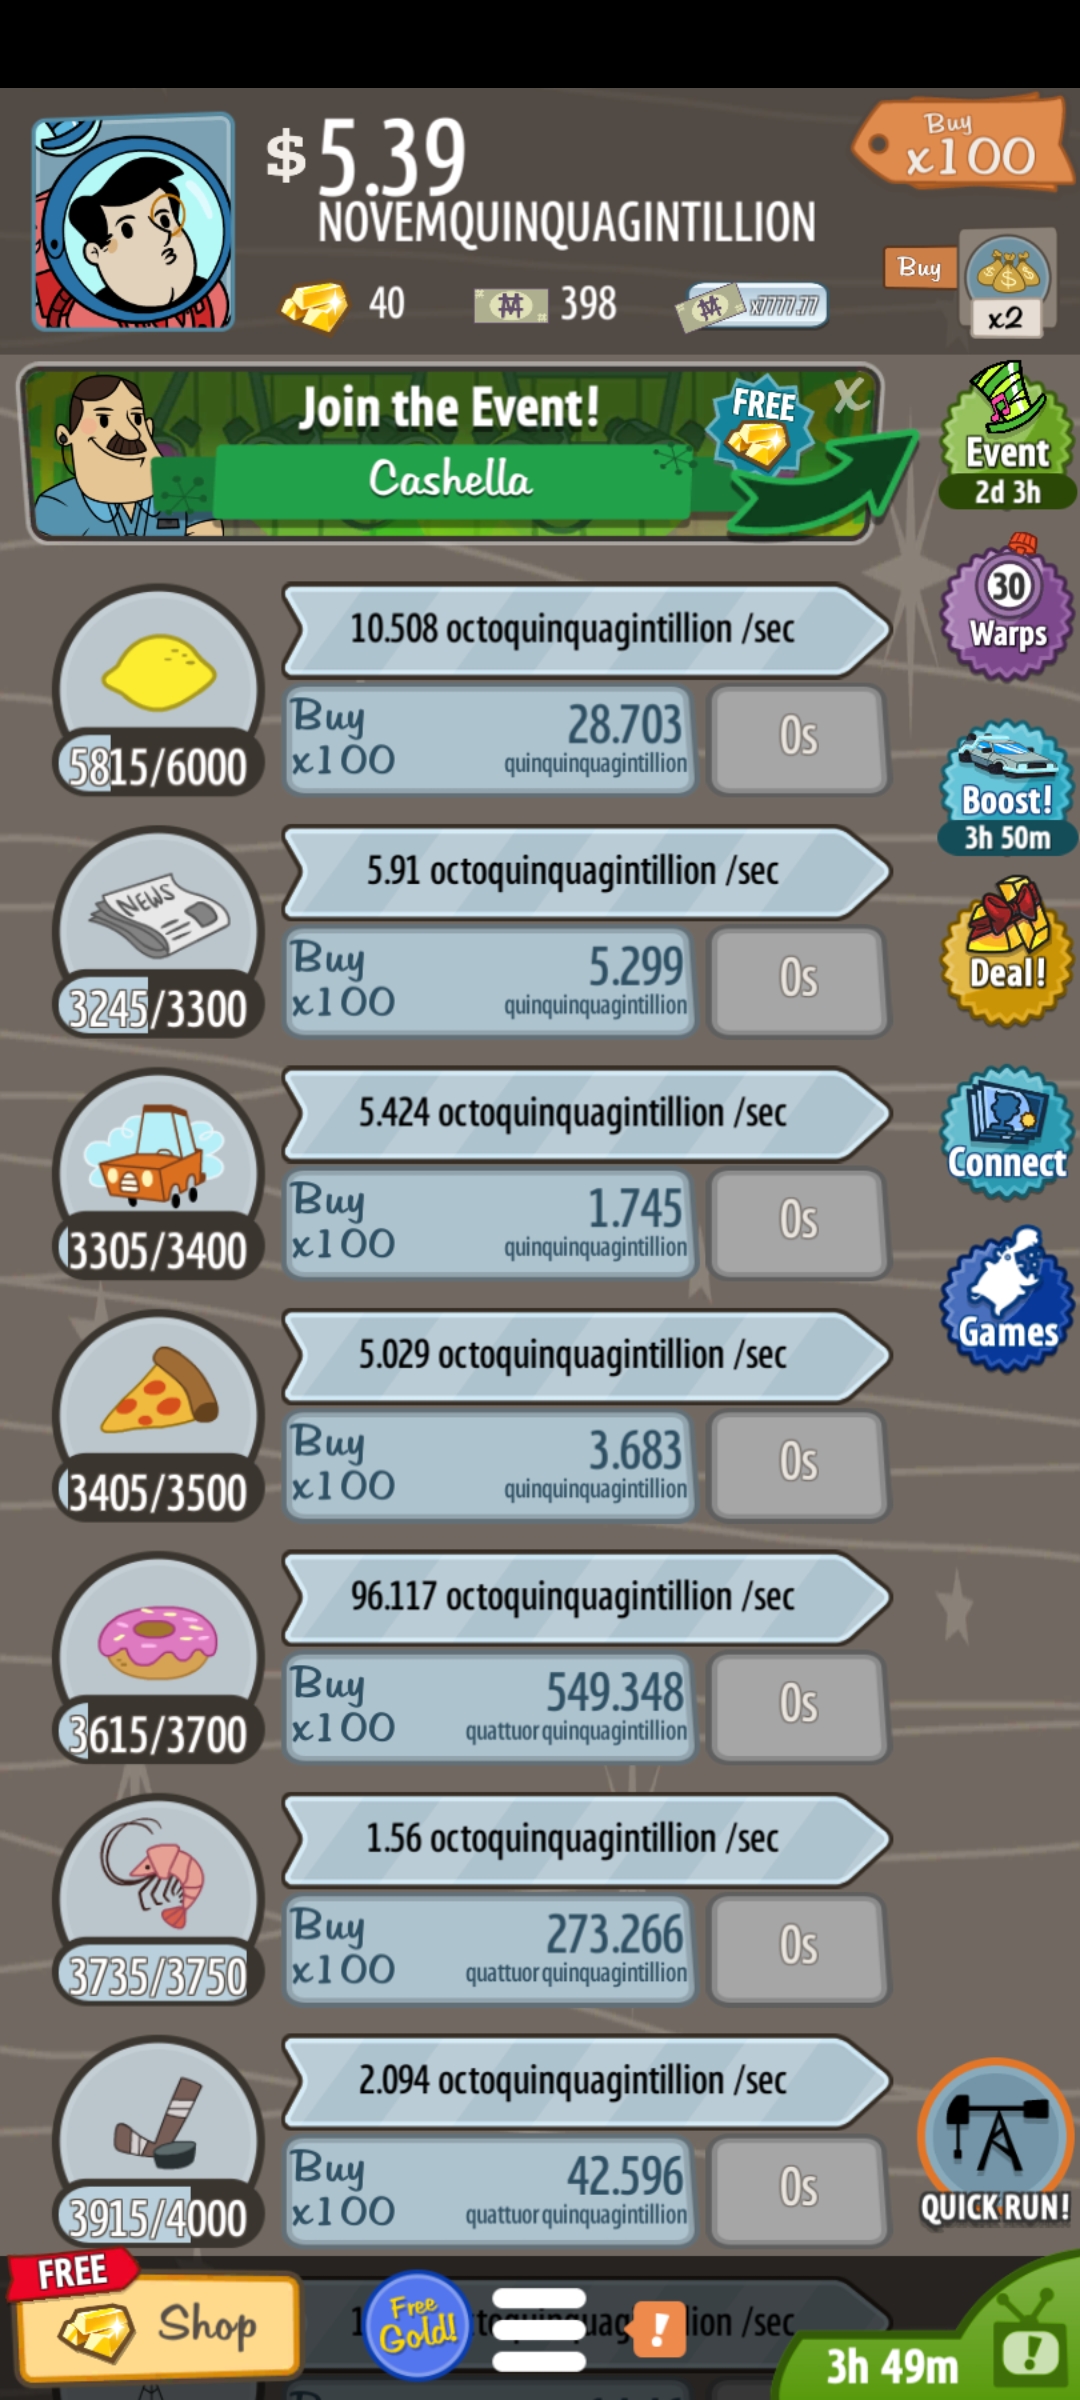 $5.39
NOVEMQUINQUAGINTILLION
Buy
x100
40
398
x7777.77
Buy
x2
Join the Event!
FREE
X
Cashella
Event
2d 3h
10.508 octoquinquagintillion /sec
30
Warps
Buy
x100
28.703
quinquinquagintillion
0s
5815/6000
Boost!
3h 50m
5.91 octoquinquagintillion /sec
NEWS
Buy
x100
5.299
quinquinquagintillion
0s
3245/3300
Deal!
5.424 octoquinquagintillion /sec
Connect
Buy
x100
1.745
quinquinquagintillion
0s
3305/3400
Games
5.029 octoquinquagintillion /sec
Buy
x100
3.683
quinquinquagintillion
0s
3405/3500
96.117 octoquinquagintillion /sec
Buy
x100
549.348
quattuorquinquagintillion
0s
3615/3700
1.56 octoquinquagintillion /sec
Buy
x100
273.266
quattuorquinquagintillion
0s
3735/3750
2.094 octoquinquagintillion /sec
Buy
x100
42.596
quattuorquinquagintillion
0s
3915/4000
QUICK RUN!
FREE
Shop
Free
Gold!
!
lion /sec
3h 49m
!